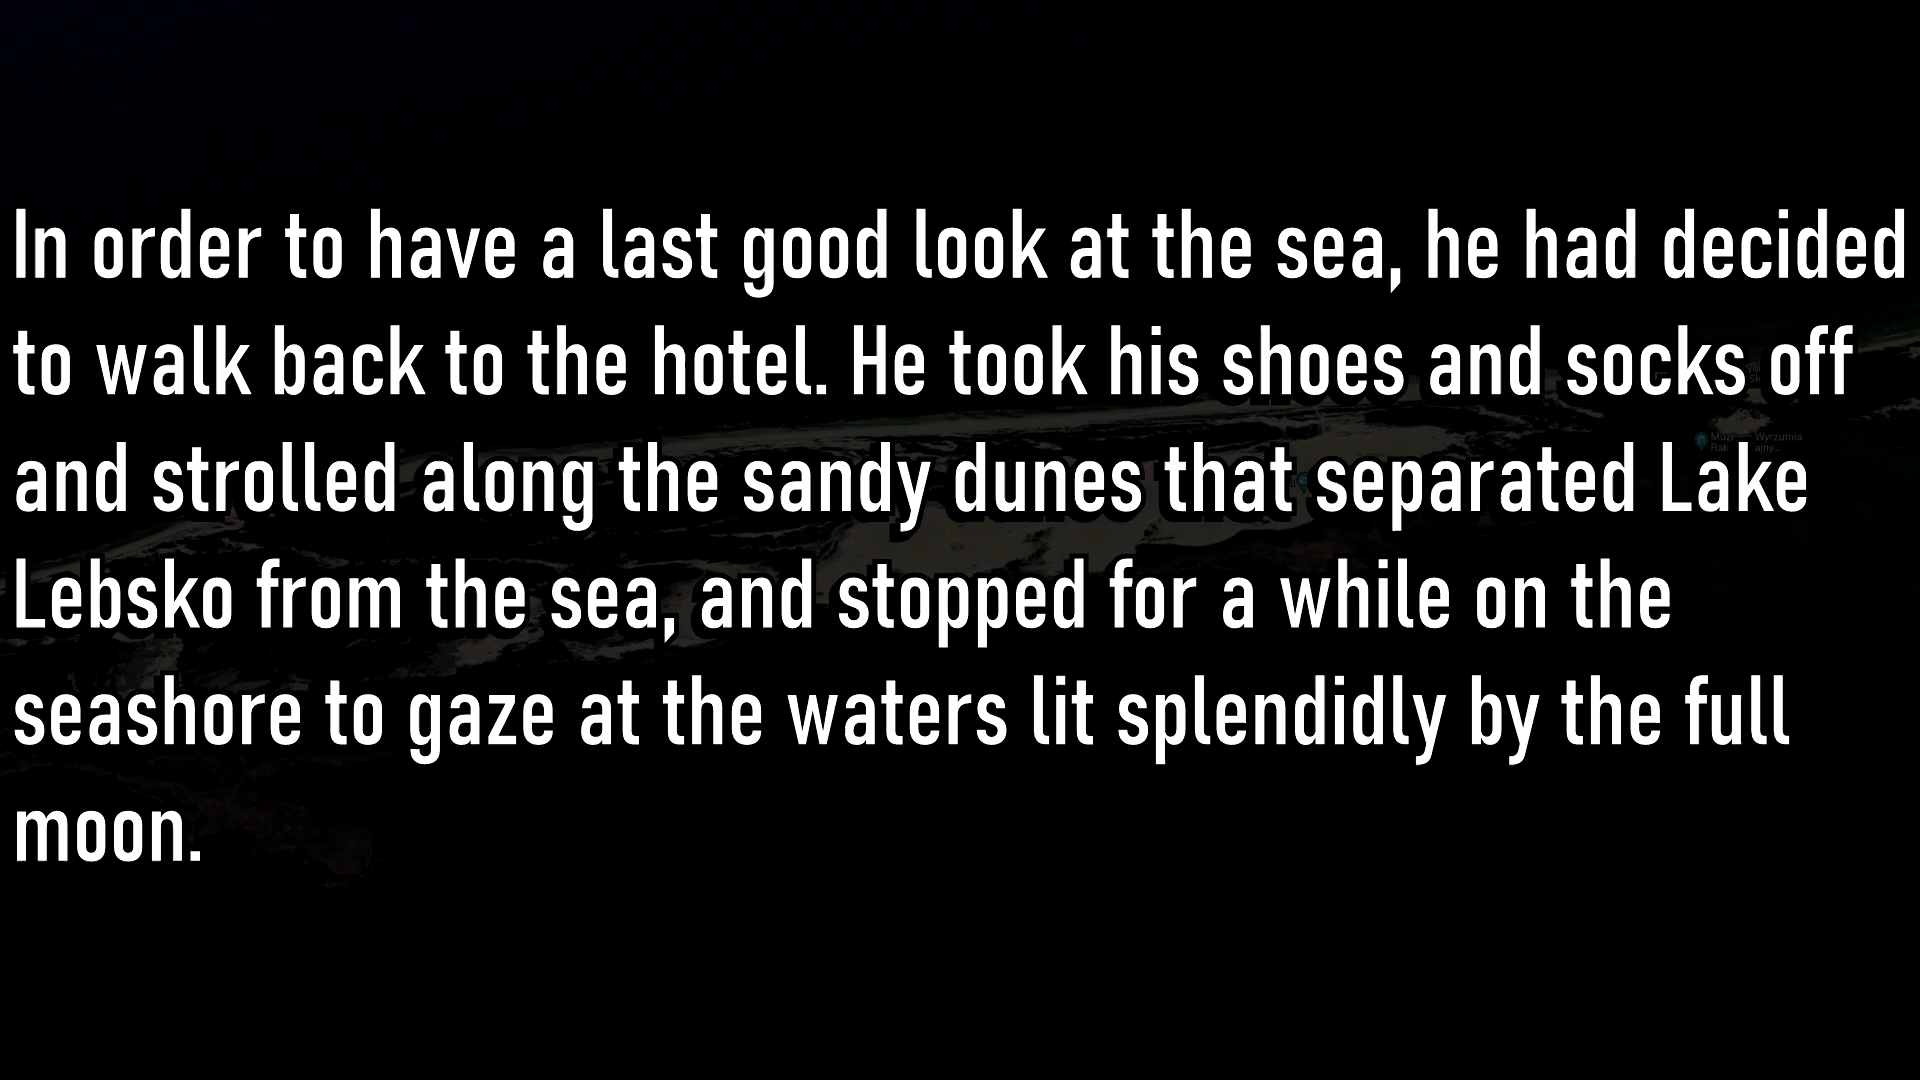 In order to have a last good look at the sea, he had decided
to walk back to the hotel. He took his shoes and socks off
and strolled along the sandy dunes that separated Lake
Lebsko from the sea, and stopped for a while on the
seashore to gaze at the waters lit splendidly by the full
moon.
Wyrzutnia